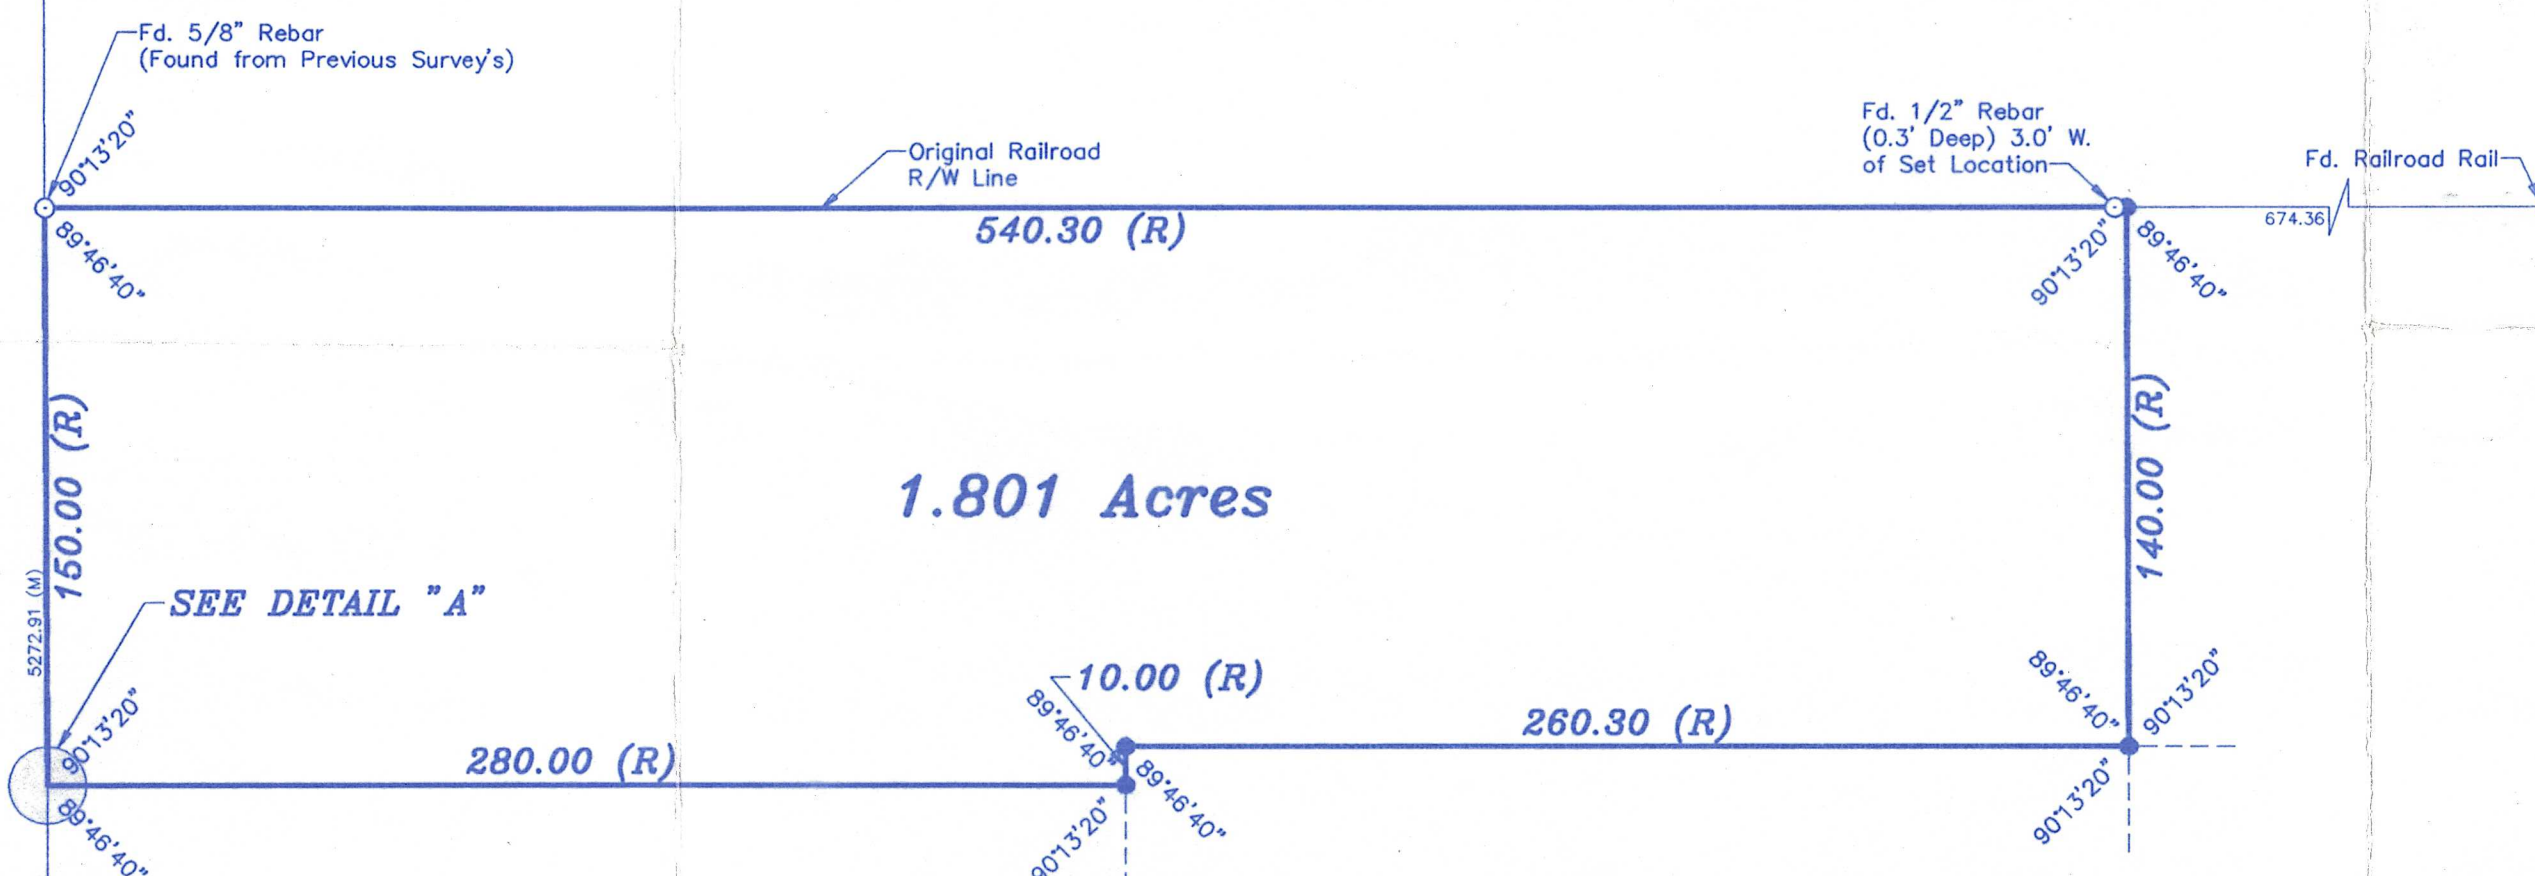 Fd. 5/8" Rebar
(Found from Previous Survey's)
90°13'20"
89°46'40"
Original Railroad
R/W Line
540.30 (R)
Fd. 1/2" Rebar
(0.3' Deep) 3.0' W.
of Set Location
Fd. Railroad Rail
674.36
90°13'20"
89°46'40"
150.00 (R)
5272.91 (M)
140.00 (R)
1.801 Acres
SEE DETAIL "A"
90°13'20"
89°46'40"
280.00 (R)
10.00 (R)
89°46'40"
89°46'40"
90°13'20"
260.30 (R)
89°46'40"
90°13'20"
90°13'20"